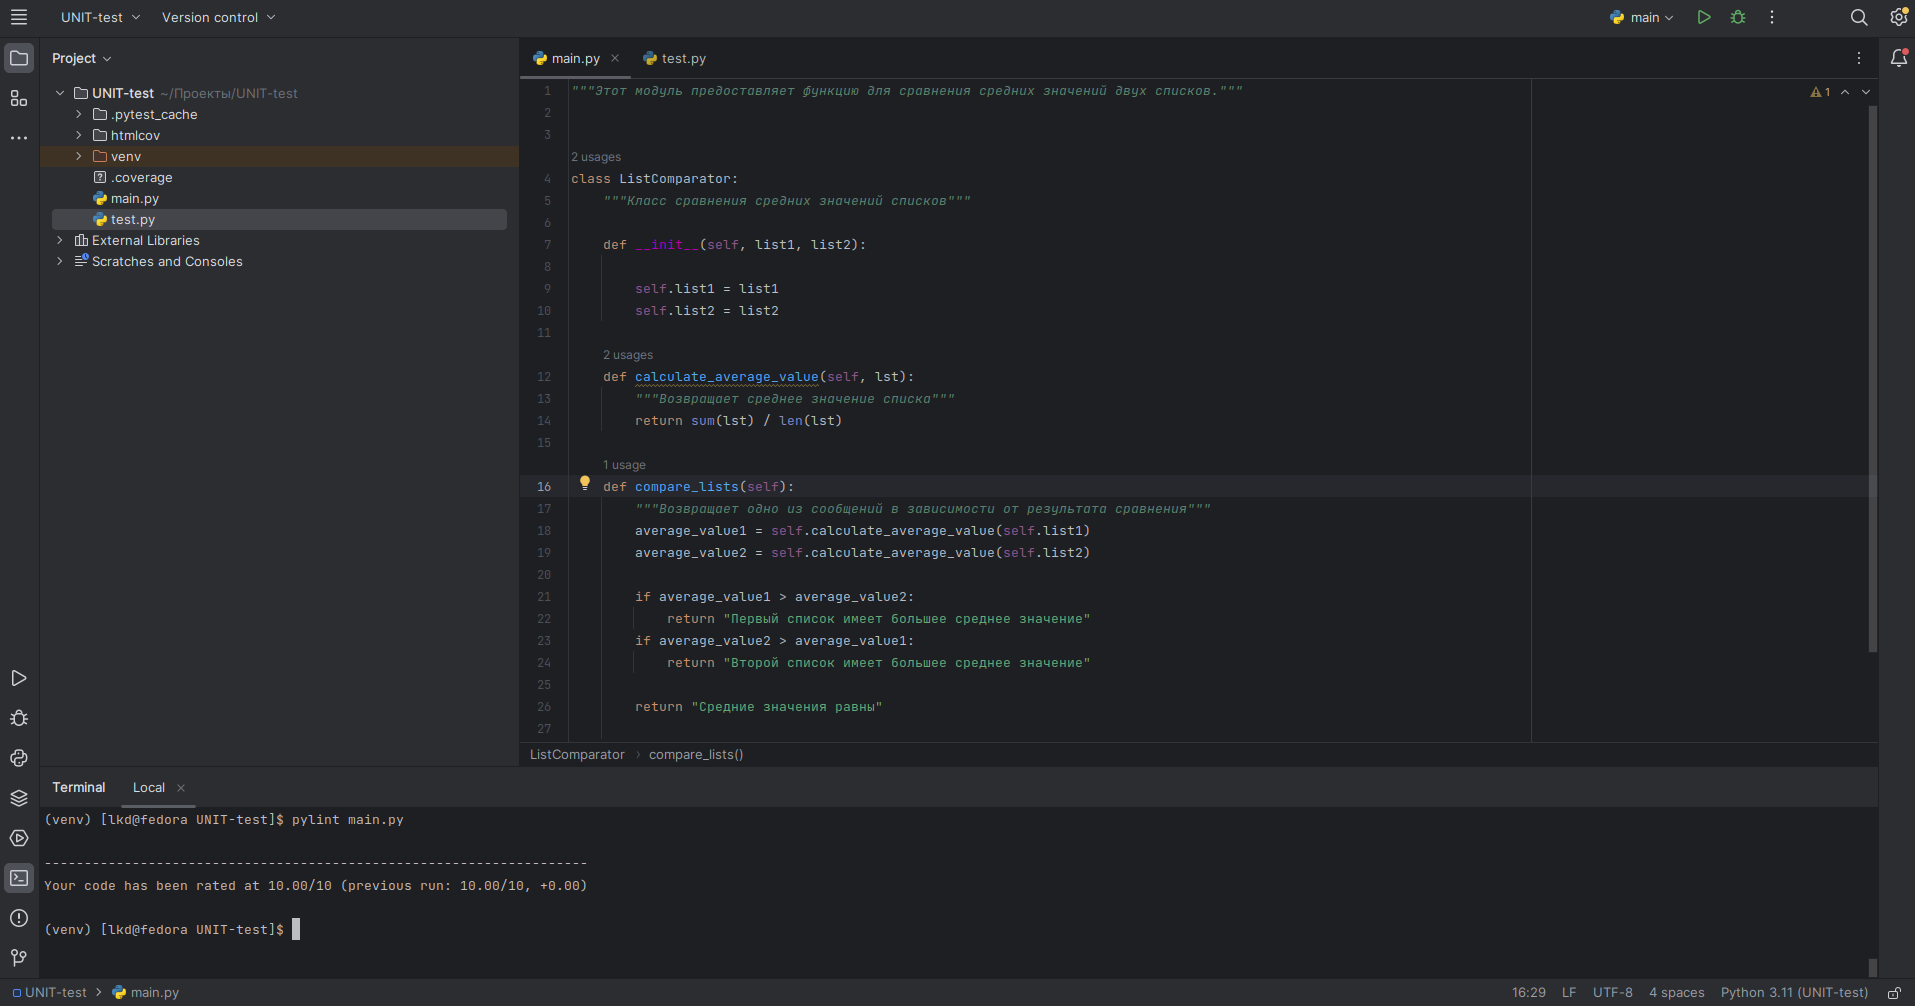 UNIT-test Version control main
Project
main.py test.py
UNIT-test ~/Проекты/UNIT-test
.pytest_cache
htmlcov
venv
.coverage
main.py
test.py
External Libraries
Scratches and Consoles
1
1 """Этот модуль предоставляет функцию для сравнения средних значений двух списков."""
2
3
2 usages
4 class ListComparator:
5 """Класс сравнения средних значений списков"""
6
7 def __init__(self, list1, list2):
8
9 self.list1 = list1
10 self.list2 = list2
11
2 usages
12 def calculate_average_value(self, lst):
13 """Возвращает среднее значение списка"""
14 return sum(lst) / len(lst)
15
1 usage
16 def compare_lists(self):
17 """Возвращает одно из сообщений в зависимости от результата сравнения"""
18 average_value1 = self.calculate_average_value(self.list1)
19 average_value2 = self.calculate_average_value(self.list2)
20
21 if average_value1 > average_value2:
22 return "Первый список имеет большее среднее значение"
23 if average_value2 > average_value1:
24 return "Второй список имеет большее среднее значение"
25
26 return "Средние значения равны"
27
ListComparator › compare_lists()
Terminal Local
(venv) [lkd@fedora UNIT-test]$ pylint main.py
--------------------------------------------------------------------
Your code has been rated at 10.00/10 (previous run: 10.00/10, +0.00)
(venv) [lkd@fedora UNIT-test]$
UNIT-test > main.py 16:29 LF UTF-8 4 spaces Python 3.11 (UNIT-test)